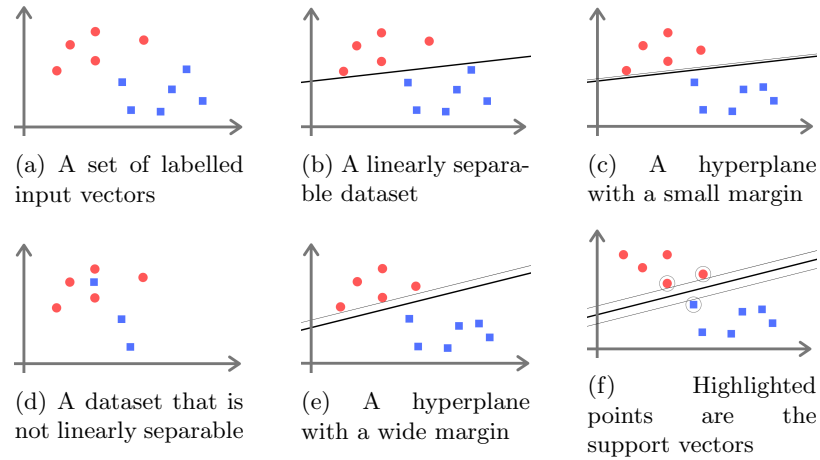 (a) A set of labelled
input vectors
(b) A linearly separa-
ble dataset
(c) A hyperplane
with a small margin
(d) A dataset that is
not linearly separable
(e) A hyperplane
with a wide margin
(f) Highlighted
points are the
support vectors